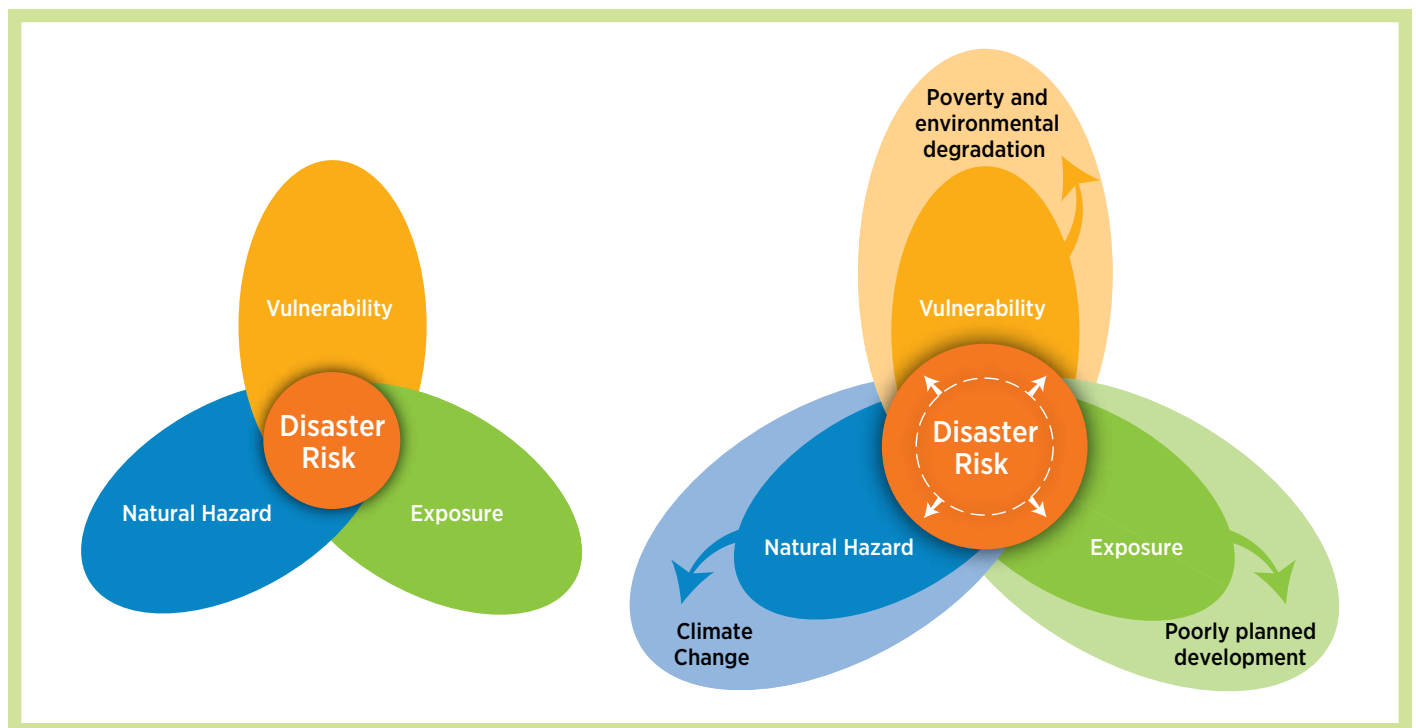 Vulnerability
Disaster
Risk
Natural Hazard
Exposure
Poverty and
environmental
degradation
Vulnerability
Disaster
Risk
Natural Hazard
Exposure
Climate
Change
Poorly planned
development